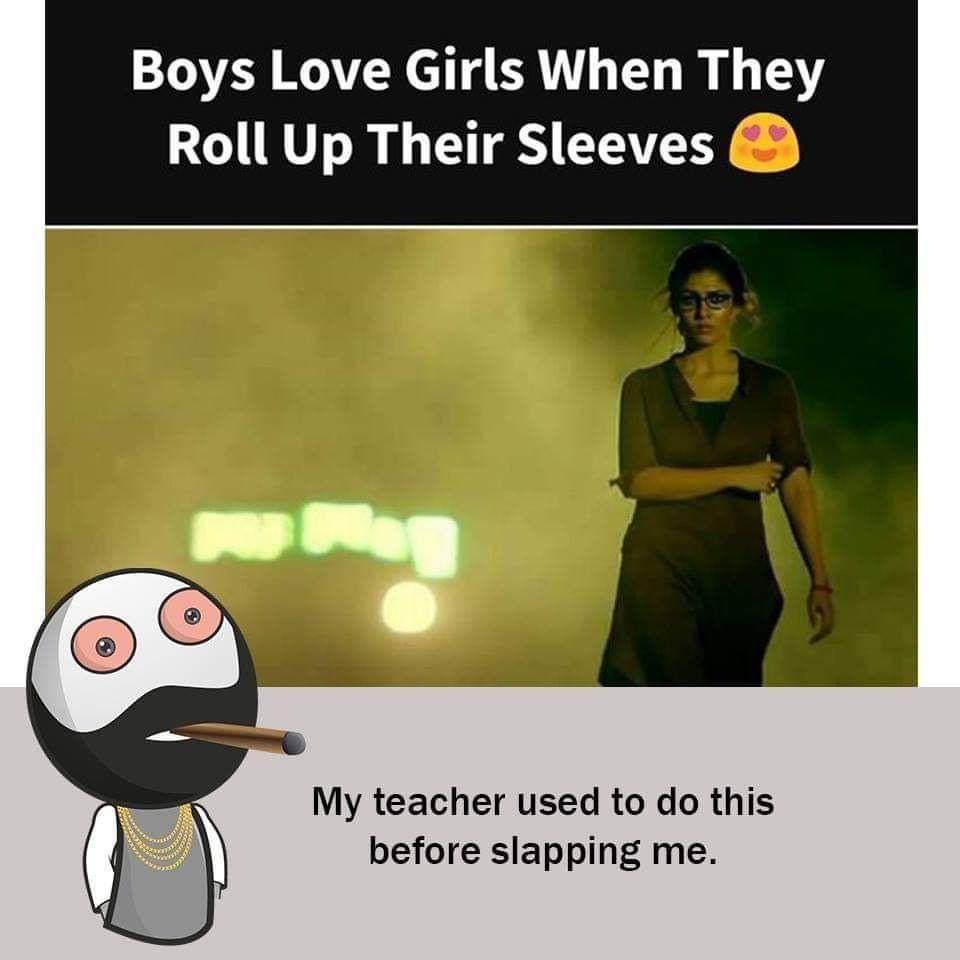 Boys Love Girls When They
Roll Up Their Sleeves 😍
My teacher used to do this
before slapping me.